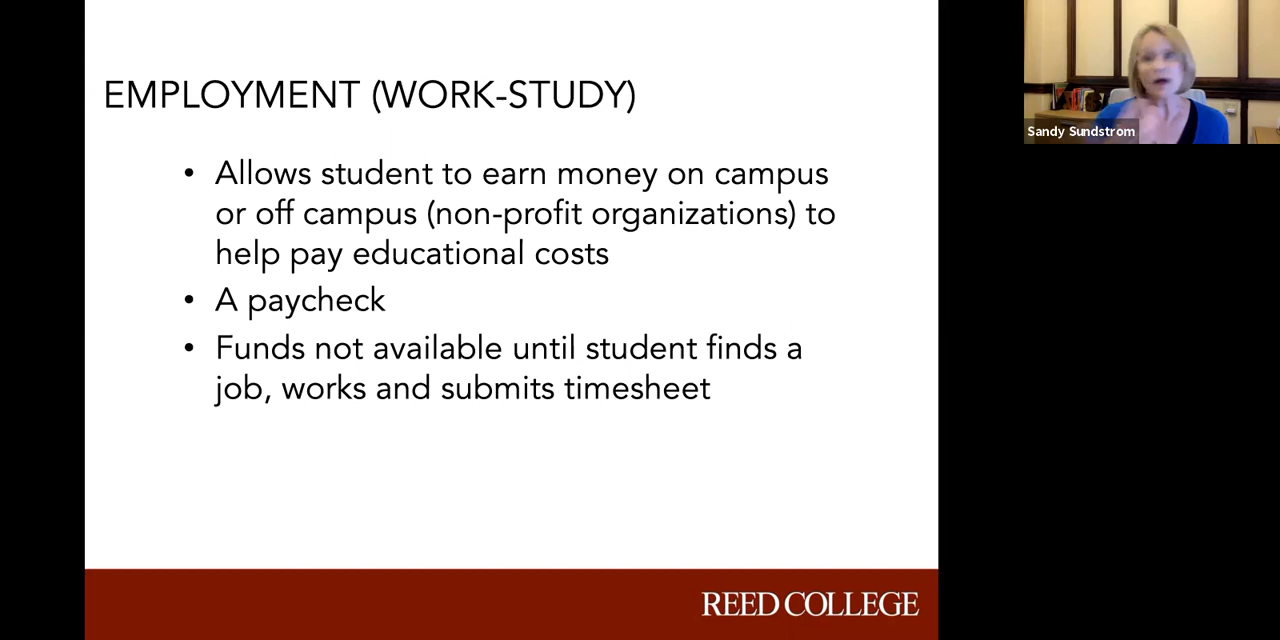 EMPLOYMENT (WORK-STUDY)
• Allows student to earn money on campus
or off campus (non-profit organizations) to
help pay educational costs
• A paycheck
• Funds not available until student finds a
job, works and submits timesheet
REED COLLEGE
Sandy Sundstrom